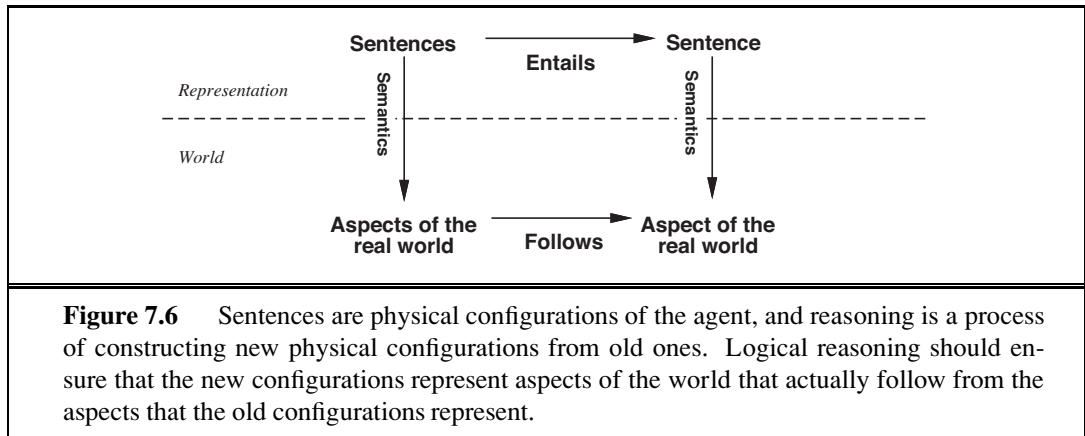 Sentences
Sentence
Entails
Semantics
Semantics
Representation
World
Aspects of the
real world
Follows
Aspect of the
real world
Figure 7.6 Sentences are physical configurations of the agent, and reasoning is a process
of constructing new physical configurations from old ones. Logical reasoning should en-
sure that the new configurations represent aspects of the world that actually follow from the
aspects that the old configurations represent.